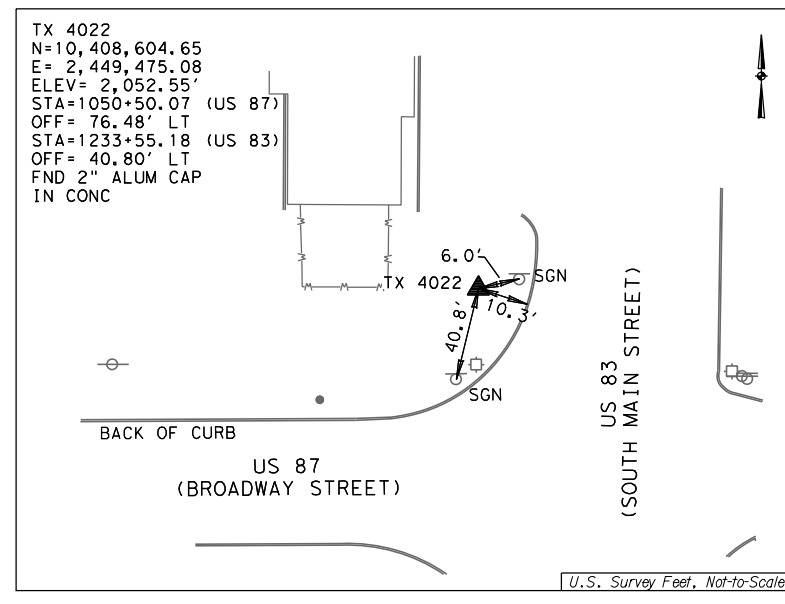 TX 4022
N=10,408,604.65
E= 2,449,475.08
ELEV= 2,052.55'
STA=1050+50.07 (US 87)
OFF= 76.48' LT
STA=1233+55.18 (US 83)
OFF= 40.80' LT
FND 2" ALUM CAP
IN CONC
6.0'
TX 4022
SGN
10.3'
40.8'
SGN
BACK OF CURB
US 87
(BROADWAY STREET)
US 83
(SOUTH MAIN STREET)
U.S. Survey Feet, Not-to-Scale